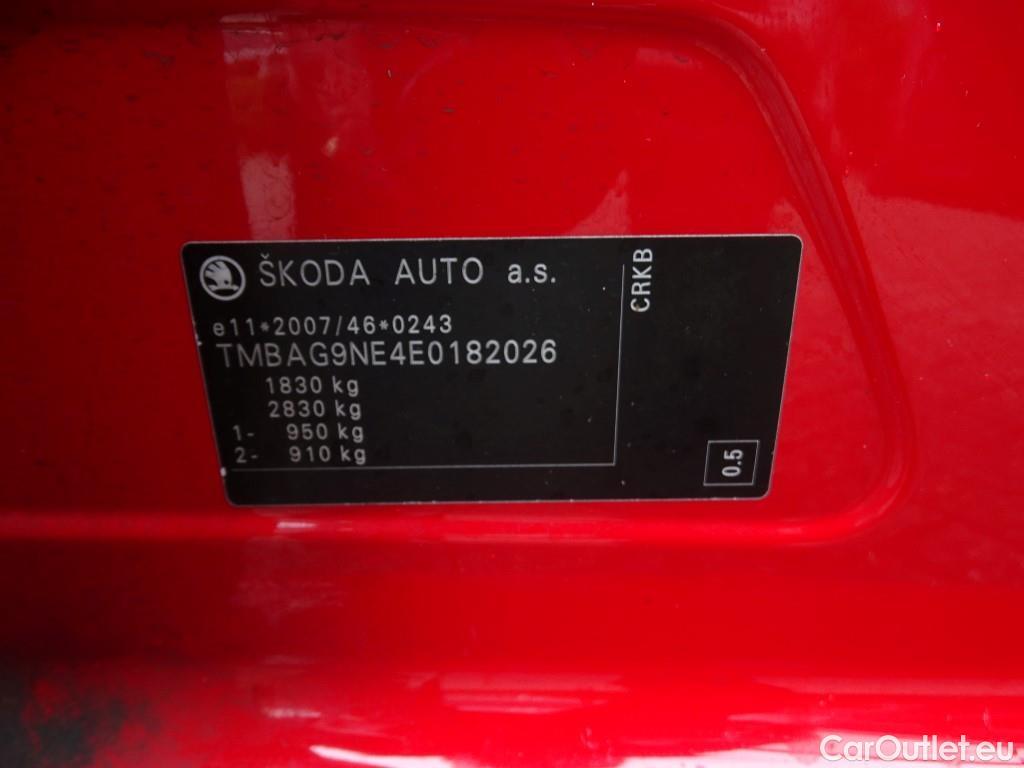 ŠKODA AUTO a.s.
e11*2007/46*0243
TMBAG9NE4E0182026
1830 kg
2830 kg
1- 950 kg
2- 910 kg
CRKB
0.5
CarOutlet.eu